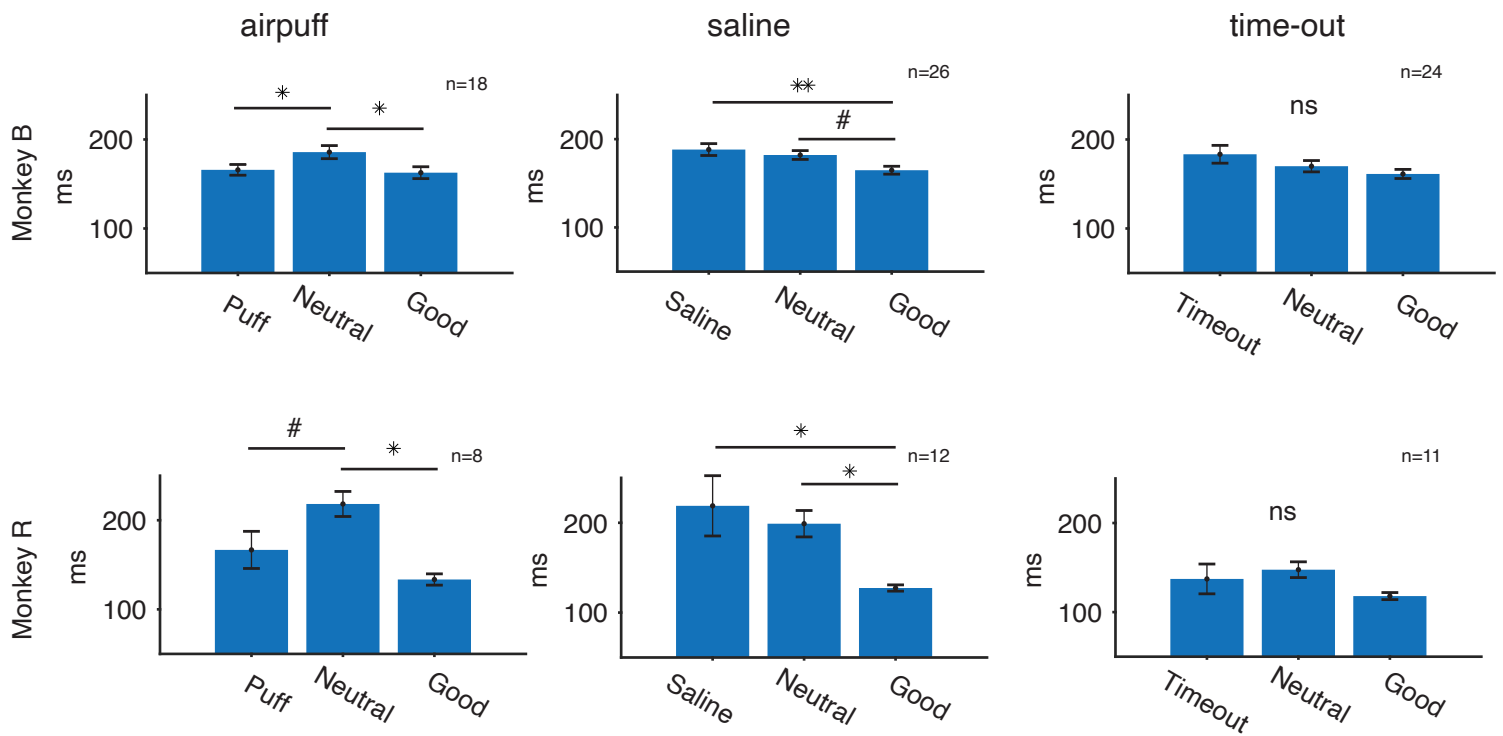 airpuff
saline
time-out
Monkey B
ms
200
100
*
*
n=18
Puff
Neutral
Good
ms
200
100
**
#
n=26
Saline
Neutral
Good
ms
200
100
ns
n=24
Timeout
Neutral
Good
Monkey R
ms
200
100
#
*
n=8
Puff
Neutral
Good
ms
200
100
*
*
n=12
Saline
Neutral
Good
ms
200
100
ns
n=11
Timeout
Neutral
Good